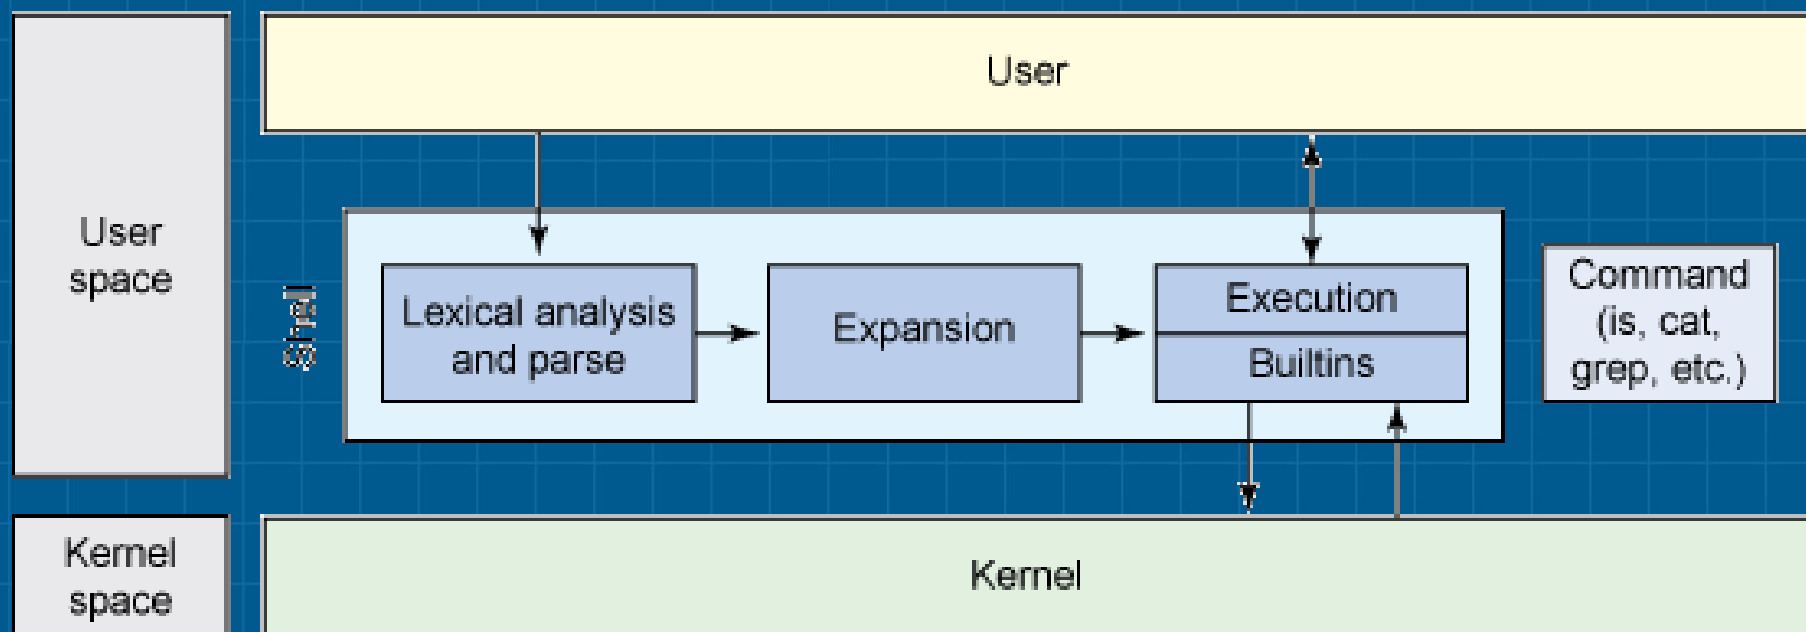 User
User
space
Shell
Lexical analysis
and parse
Expansion
Execution
Builtins
Command
(is, cat,
grep, etc.)
Kernel
space
Kernel